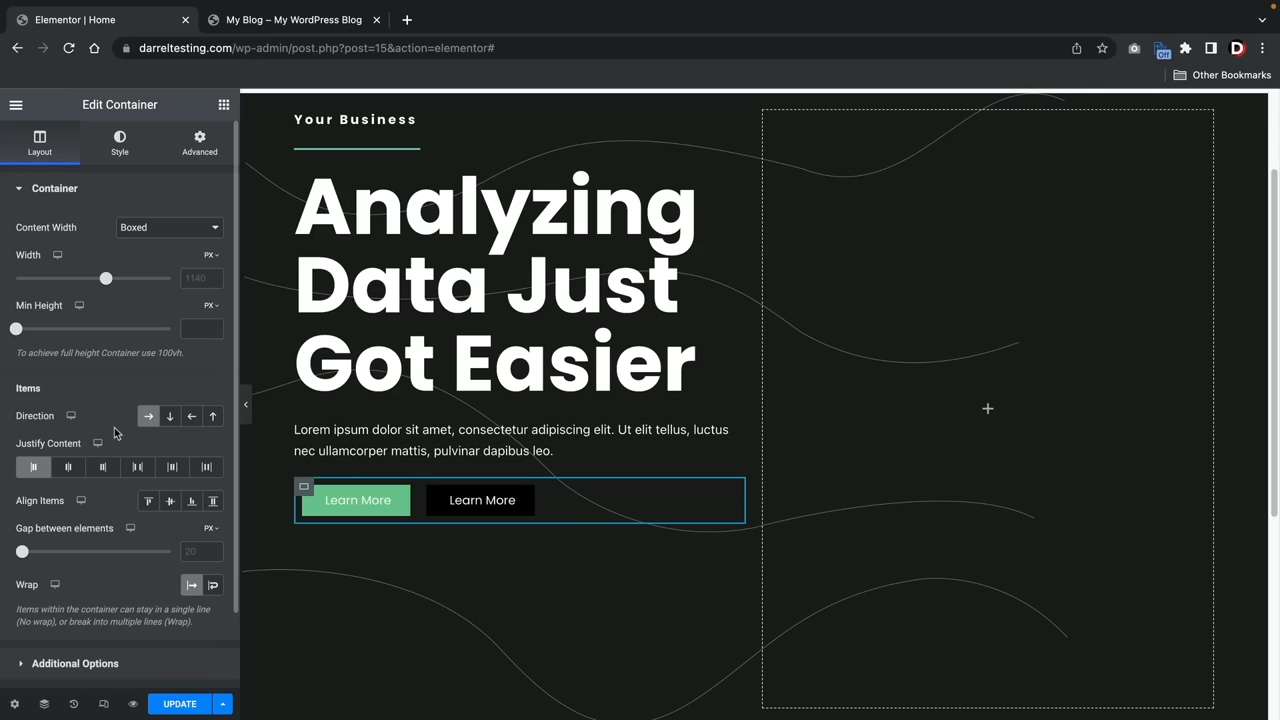 Elementor | Home
My Blog – My WordPress Blog
darreltesting.com/wp-admin/post.php?post=15&action=elementor#
Off
D
Other Bookmarks
Edit Container
Layout
Style
Advanced
Container
Content Width
Boxed
Width
PX
1140
Min Height
PX
To achieve full height Container use 100vh.
Items
Direction
Justify Content
Align Items
Gap between elements
PX
20
Wrap
Items within the container can stay in a single line
(No wrap), or break into multiple lines (Wrap).
Additional Options
UPDATE
Your Business
Analyzing
Data Just
Got Easier
Lorem ipsum dolor sit amet, consectetur adipiscing elit. Ut elit tellus, luctus
nec ullamcorper mattis, pulvinar dapibus leo.
Learn More
Learn More